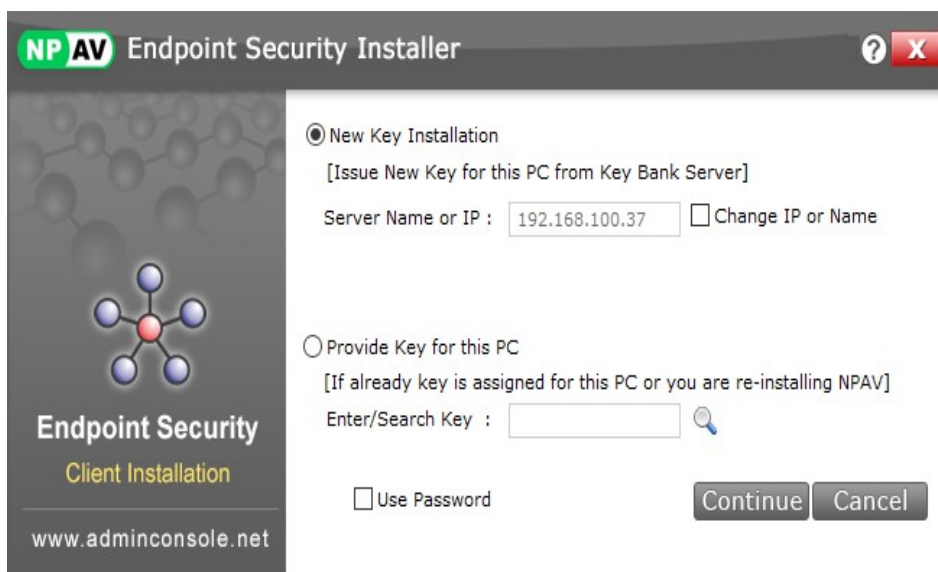 NP AV Endpoint Security Installer ? X
New Key Installation
[Issue New Key for this PC from Key Bank Server]
Server Name or IP : 192.168.100.37 Change IP or Name
Provide Key for this PC
[If already key is assigned for this PC or you are re-installing NPAV]
Enter/Search Key :
Use Password
Continue Cancel
Endpoint Security
Client Installation
www.adminconsole.net